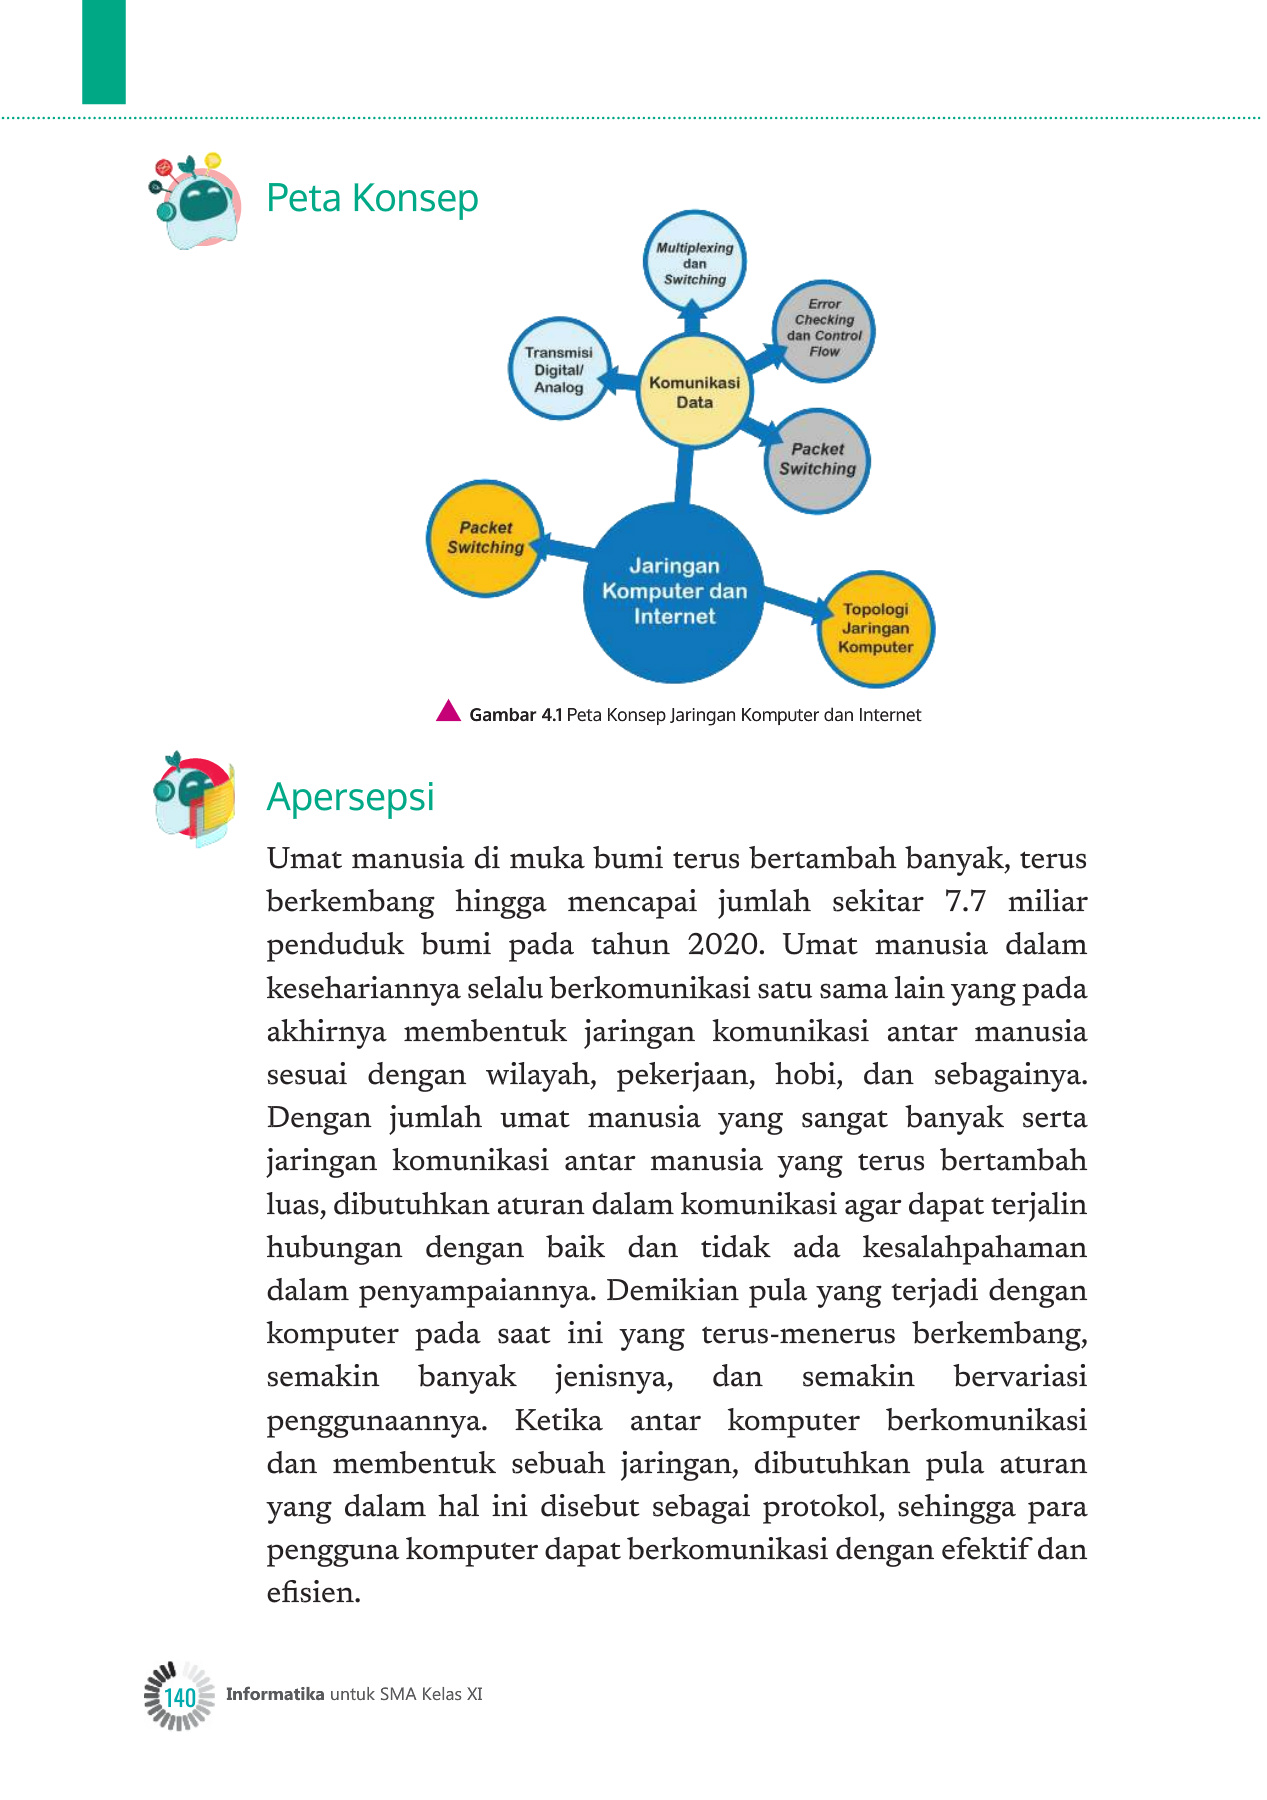 Peta Konsep
Multiplexing
dan
Switching
Error
Checking
dan Control
Flow
Transmisi
Digital/
Analog
Komunikasi
Data
Packet
Switching
Packet
Switching
Jaringan
Komputer dan
Internet
Topologi
Jaringan
Komputer
Gambar 4.1 Peta Konsep Jaringan Komputer dan Internet
Apersepsi
Umat manusia di muka bumi terus bertambah banyak, terus
berkembang hingga mencapai jumlah sekitar 7.7 miliar
penduduk bumi pada tahun 2020. Umat manusia dalam
kesehariannya selalu berkomunikasi satu sama lain yang pada
akhirnya membentuk jaringan komunikasi antar manusia
sesuai dengan wilayah, pekerjaan, hobi, dan sebagainya.
Dengan jumlah umat manusia yang sangat banyak serta
jaringan komunikasi antar manusia yang terus bertambah
luas, dibutuhkan aturan dalam komunikasi agar dapat terjalin
hubungan dengan baik dan tidak ada kesalahpahaman
dalam penyampaiannya. Demikian pula yang terjadi dengan
komputer pada saat ini yang terus-menerus berkembang,
semakin banyak jenisnya, dan semakin bervariasi
penggunaannya. Ketika antar komputer berkomunikasi
dan membentuk sebuah jaringan, dibutuhkan pula aturan
yang dalam hal ini disebut sebagai protokol, sehingga para
pengguna komputer dapat berkomunikasi dengan efektif dan
efisien.
140 Informatika untuk SMA Kelas XI